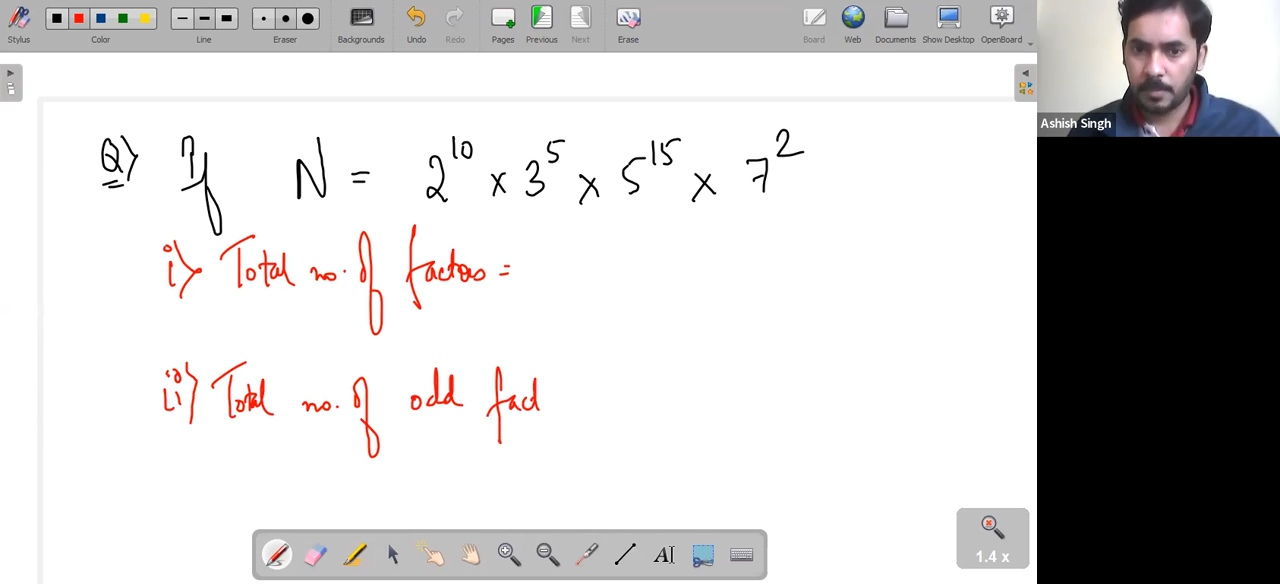 Stylus Color Line Eraser Backgrounds Undo Redo Pages Previous Next Erase Board Web Documents Show Desktop OpenBoard
Ashish Singh
Q) If N = 2^10 × 3^5 × 5^15 × 7^2
i) Total no. of factors =
ii) Total no. of odd fact
1.4 x